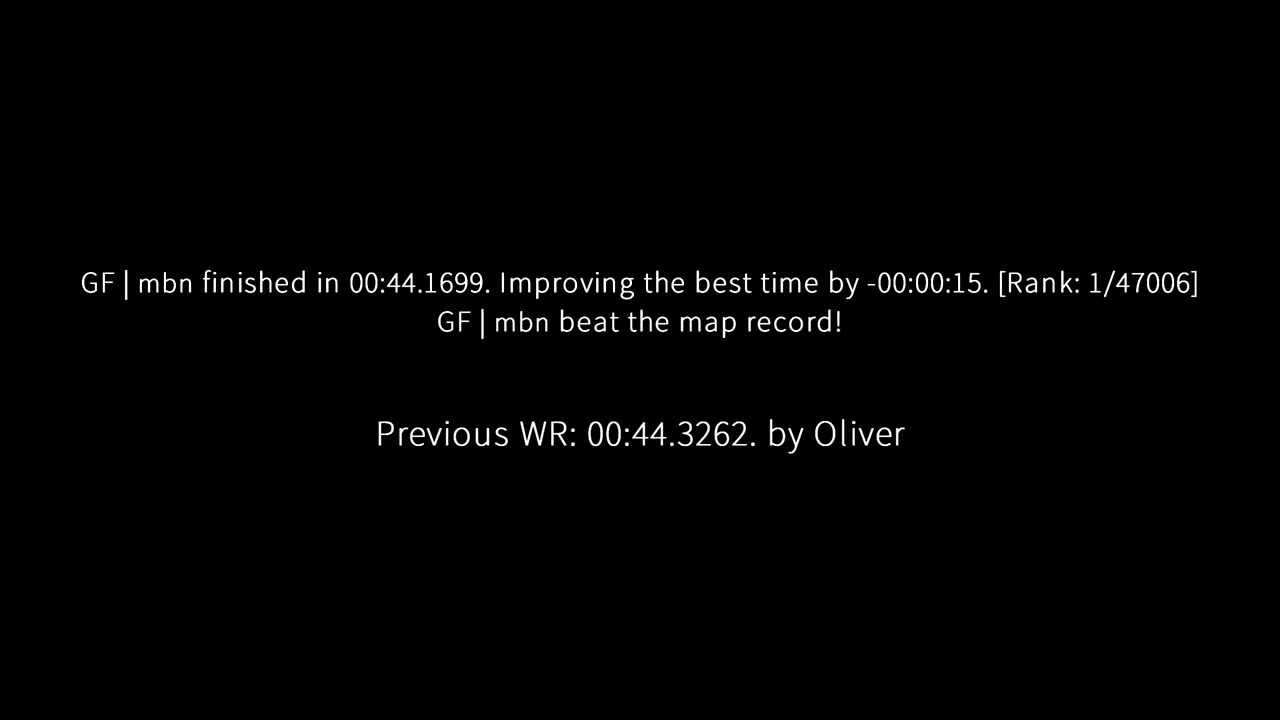 GF | mbn finished in 00:44.1699. Improving the best time by -00:00:15. [Rank: 1/47006]
GF | mbn beat the map record!
Previous WR: 00:44.3262. by Oliver